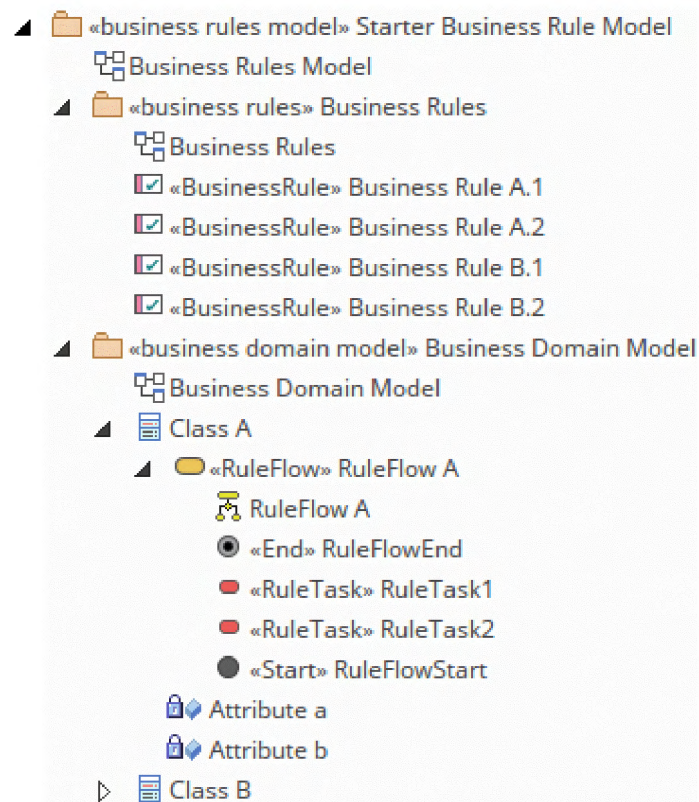 «business rules model» Starter Business Rule Model
Business Rules Model
«business rules» Business Rules
Business Rules
«BusinessRule» Business Rule A.1
«BusinessRule» Business Rule A.2
«BusinessRule» Business Rule B.1
«BusinessRule» Business Rule B.2
«business domain model» Business Domain Model
Business Domain Model
Class A
«RuleFlow» RuleFlow A
RuleFlow A
«End» RuleFlowEnd
«RuleTask» RuleTask1
«RuleTask» RuleTask2
«Start» RuleFlowStart
Attribute a
Attribute b
Class B